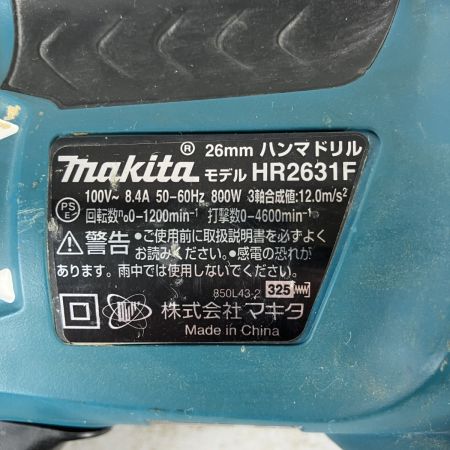 makita® 26mm ハンマドリル
モデル HR2631F
PSE 100V~ 8.4A 50-60Hz 800W 3軸合成値:12.0m/s²
回転数n₀0-1200min⁻¹ 打撃数0-4600min⁻¹
警告 •ご使用前に取扱説明書を必ずよく
お読みください。•感電の恐れが
あります。雨中では使用しないでください。
850L43-2 325
株式会社 マキタ
Made in China